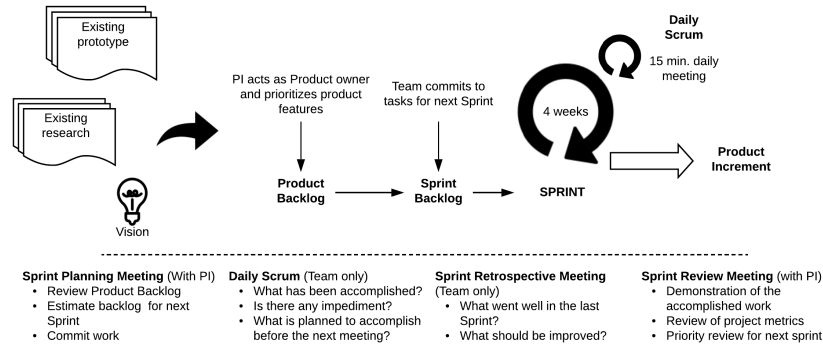 Existing
prototype
Existing
research
Vision
PI acts as Product owner
and prioritizes product
features
Team commits to
tasks for next Sprint
Product
Backlog
Sprint
Backlog
SPRINT
4 weeks
Daily
Scrum
15 min. daily
meeting
Product
Increment
Sprint Planning Meeting (With PI)
• Review Product Backlog
• Estimate backlog for next
Sprint
• Commit work
Daily Scrum (Team only)
• What has been accomplished?
• Is there any impediment?
• What is planned to accomplish
before the next meeting?
Sprint Retrospective Meeting
(Team only)
• What went well in the last
Sprint?
• What should be improved?
Sprint Review Meeting (with PI)
• Demonstration of the
accomplished work
• Review of project metrics
• Priority review for next sprint